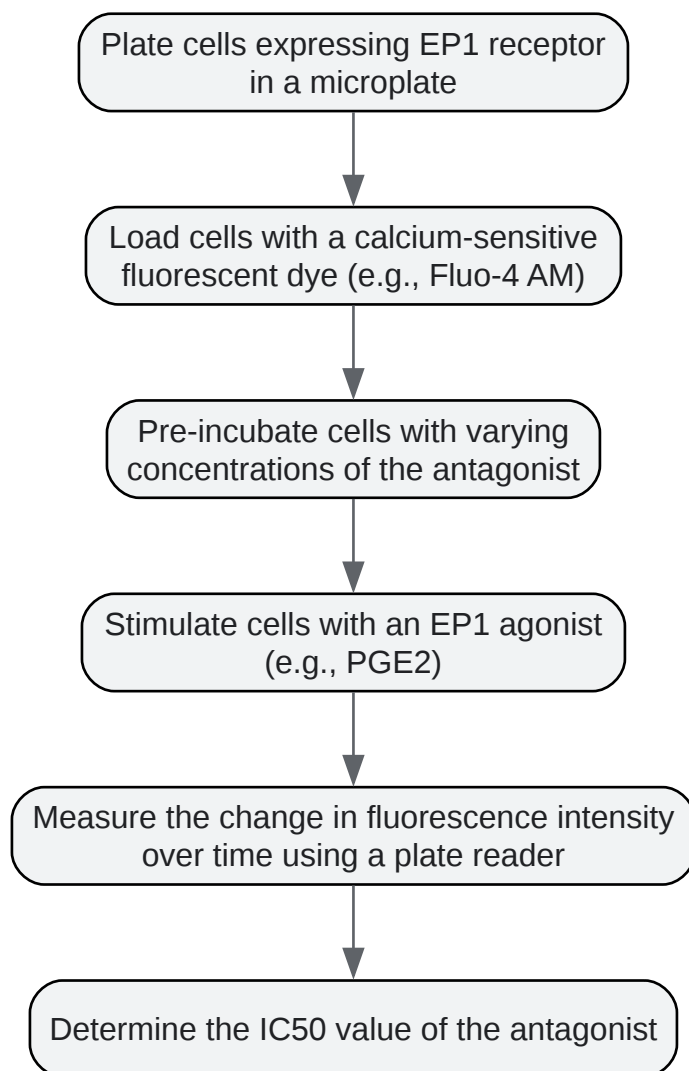 Plate cells expressing EP1 receptor
in a microplate
Load cells with a calcium-sensitive
fluorescent dye (e.g., Fluo-4 AM)
Pre-incubate cells with varying
concentrations of the antagonist
Stimulate cells with an EP1 agonist
(e.g., PGE2)
Measure the change in fluorescence intensity
over time using a plate reader
Determine the IC50 value of the antagonist